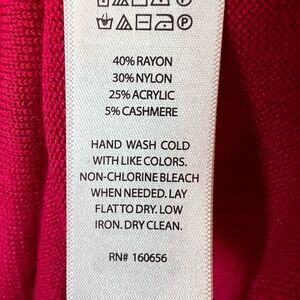 40% RAYON
30% NYLON
25% ACRYLIC
5% CASHMERE
HAND WASH COLD
WITH LIKE COLORS.
NON-CHLORINE BLEACH
WHEN NEEDED. LAY
FLAT TO DRY. LOW
IRON. DRY CLEAN.
RN# 160656